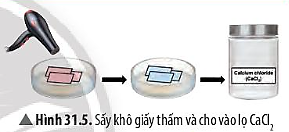 Calcium chloride
(CaCl₂)
▲ Hình 31.5. Sấy khô giấy thấm và cho vào lọ CaCl₂